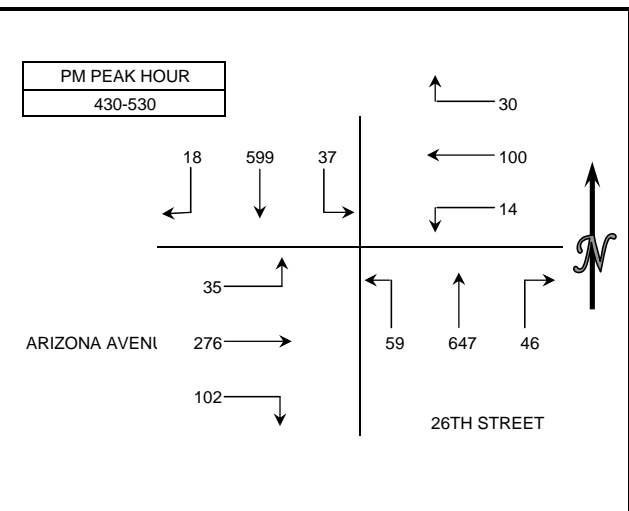 PM PEAK HOUR
430-530
30
18 599 37
100
14
35
ARIZONA AVENU
276
59 647 46
102
26TH STREET
N